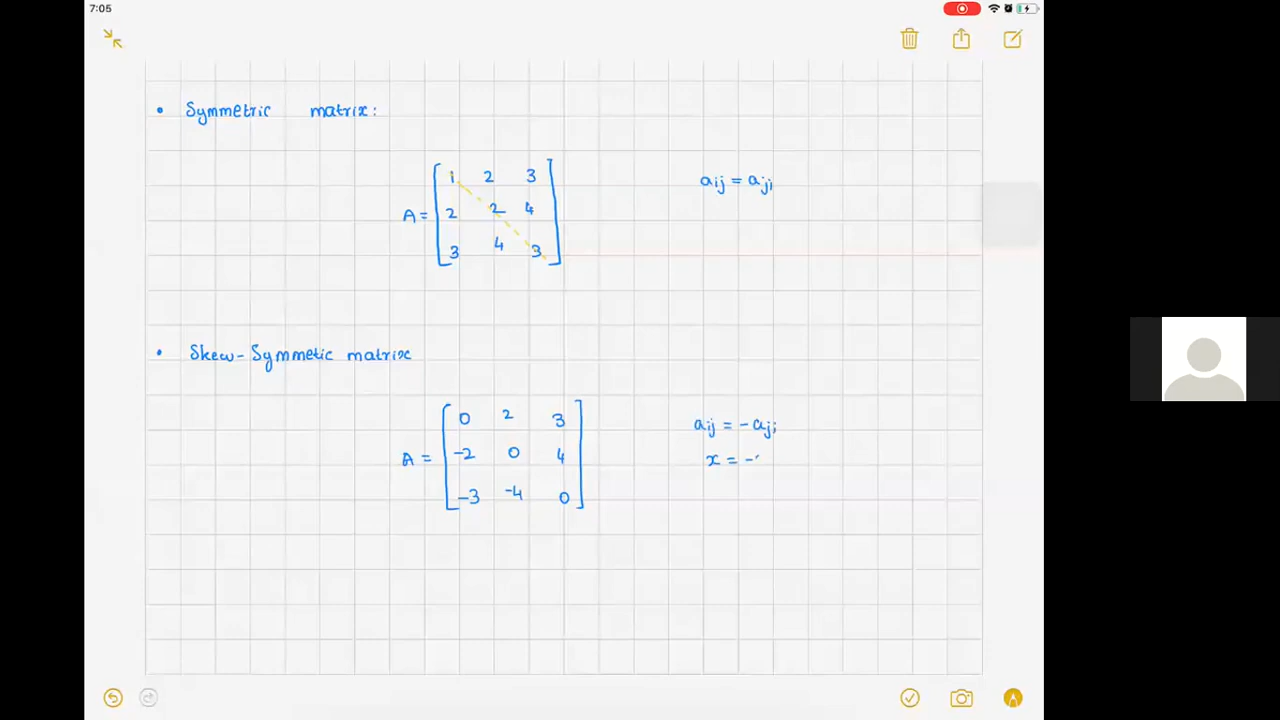 7:05
• Symmetric matrix:
1 2 3
A = 2 2 4
3 4 3
aij = aji
• Skew-Symmetic matrix
0 2 3
A = -2 0 4
-3 -4 0
aij = -aji
x = -